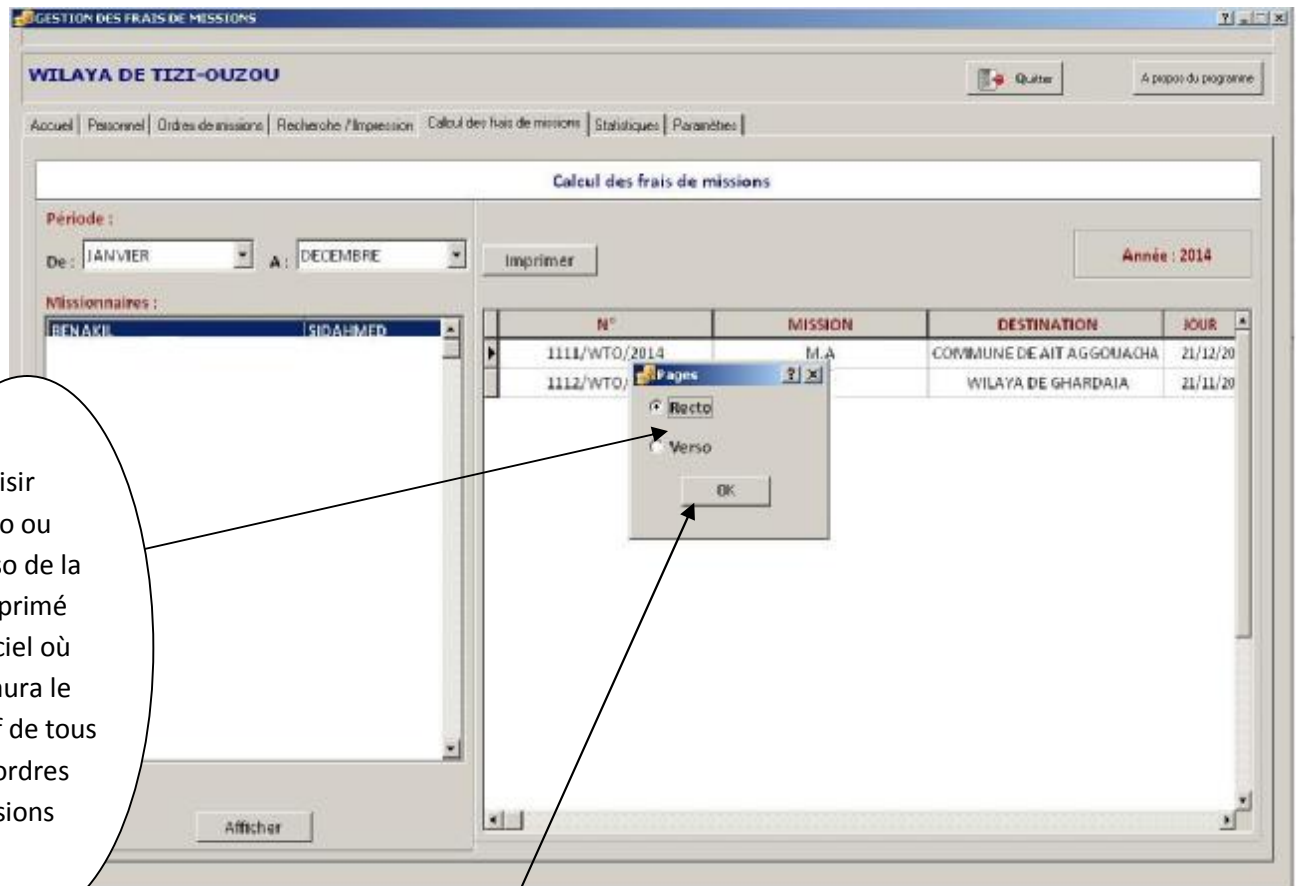 GESTION DES FRAIS DE MISSIONS
WILAYA DE TIZI-OUZOU
Quitter
A propos du programme
Accueil Personnel Ordres de missions Recherche / Impression Calcul des frais de missions Statistiques Paramètres
Calcul des frais de missions
Période :
De : JANVIER A : DECEMBRE
Imprimer
Année : 2014
Missionnaires :
BENAKIL SIDAHMED
N° MISSION DESTINATION JOUR
1111/WTO/2014 M.A COMMUNE DE AIT AGGOUACHA 21/12/20
1112/WTO/ WILAYA DE GHARDAIA 21/11/20
Pages
Recto
Verso
OK
isir
o ou
so de la
primé
ciel où
aura le
f de tous
ordres
sions
Afficher